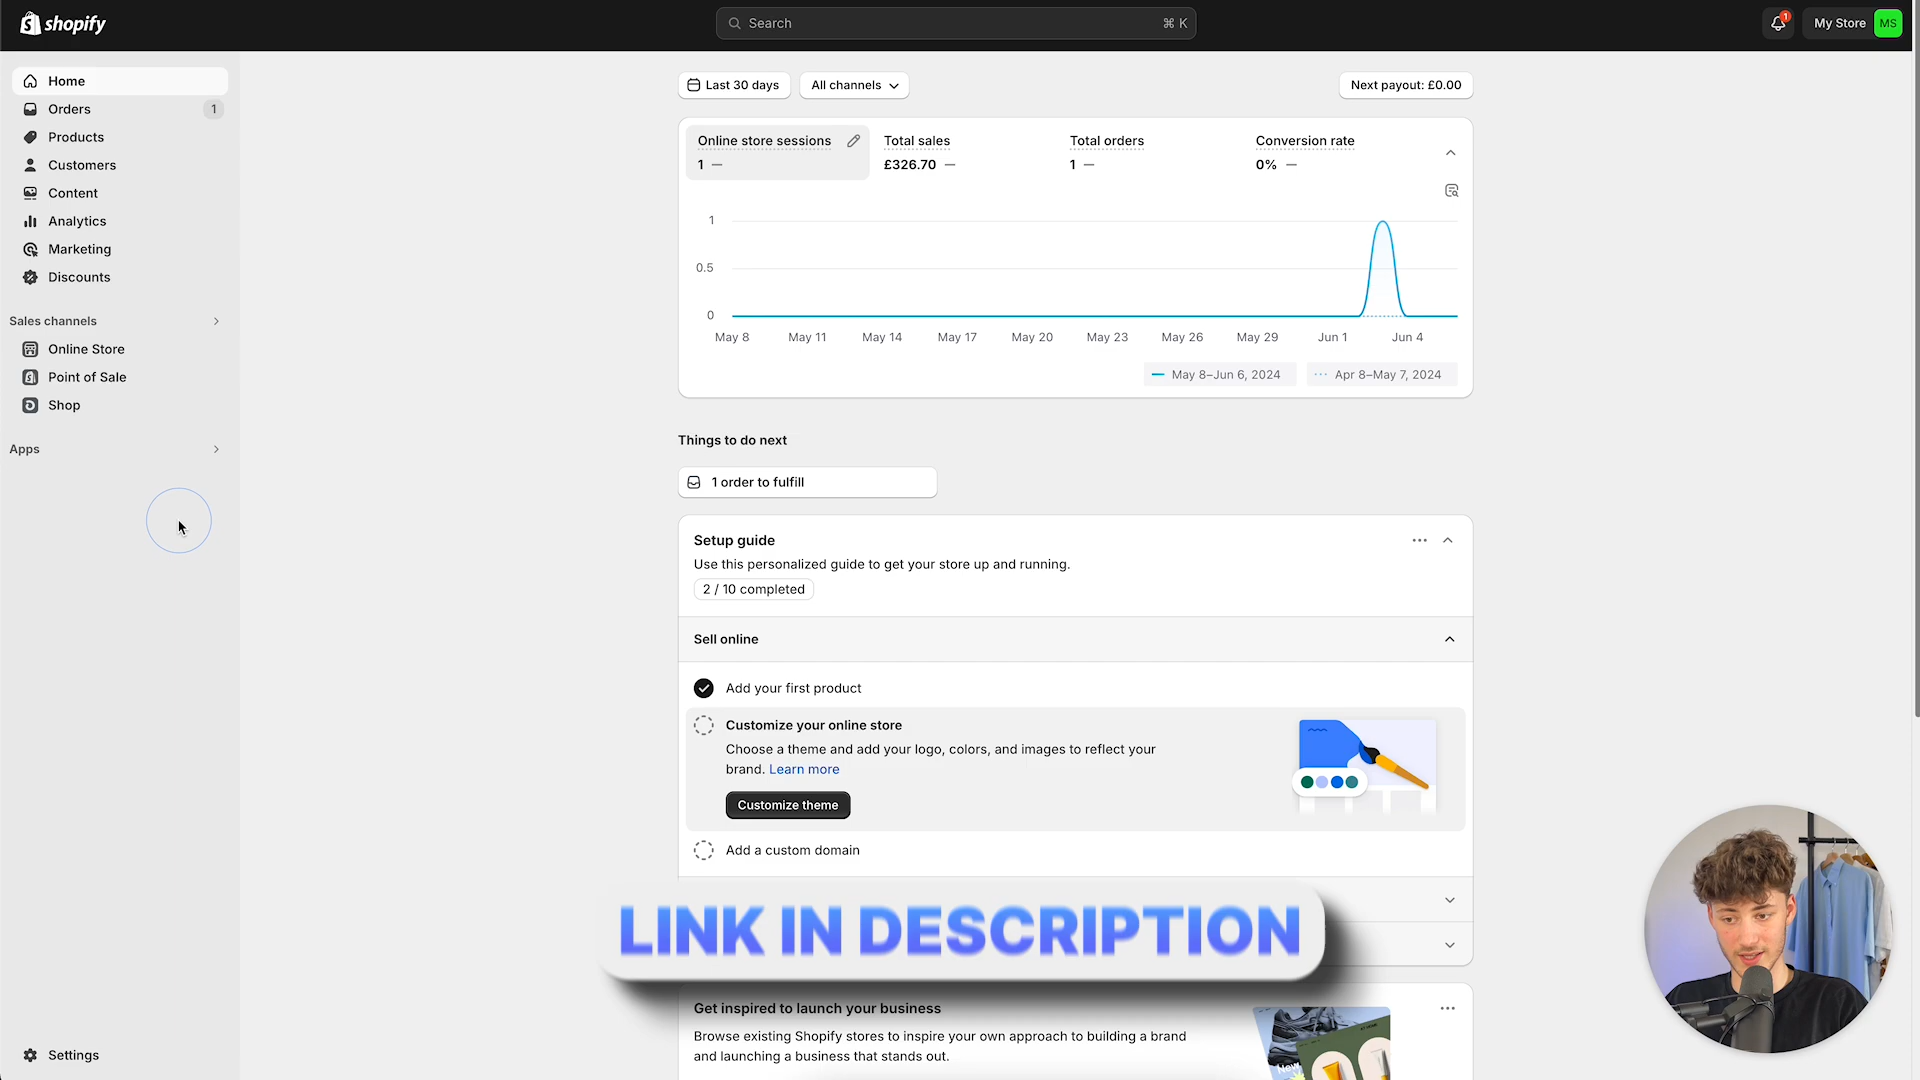 shopify
Search
⌘ K
1
My Store
MS
Home
Orders
1
Products
Customers
Content
Analytics
Marketing
Discounts
Sales channels
Online Store
Point of Sale
Shop
Apps
Settings
Last 30 days
All channels
Next payout: £0.00
Online store sessions
1 —
Total sales
£326.70 —
Total orders
1 —
Conversion rate
0% —
1
0.5
0
May 8
May 11
May 14
May 17
May 20
May 23
May 26
May 29
Jun 1
Jun 4
May 8–Jun 6, 2024
Apr 8–May 7, 2024
Things to do next
1 order to fulfill
Setup guide
Use this personalized guide to get your store up and running.
2 / 10 completed
Sell online
Add your first product
Customize your online store
Choose a theme and add your logo, colors, and images to reflect your
brand. Learn more
Customize theme
Add a custom domain
LINK IN DESCRIPTION
Get inspired to launch your business
Browse existing Shopify stores to inspire your own approach to building a brand
and launching a business that stands out.
New